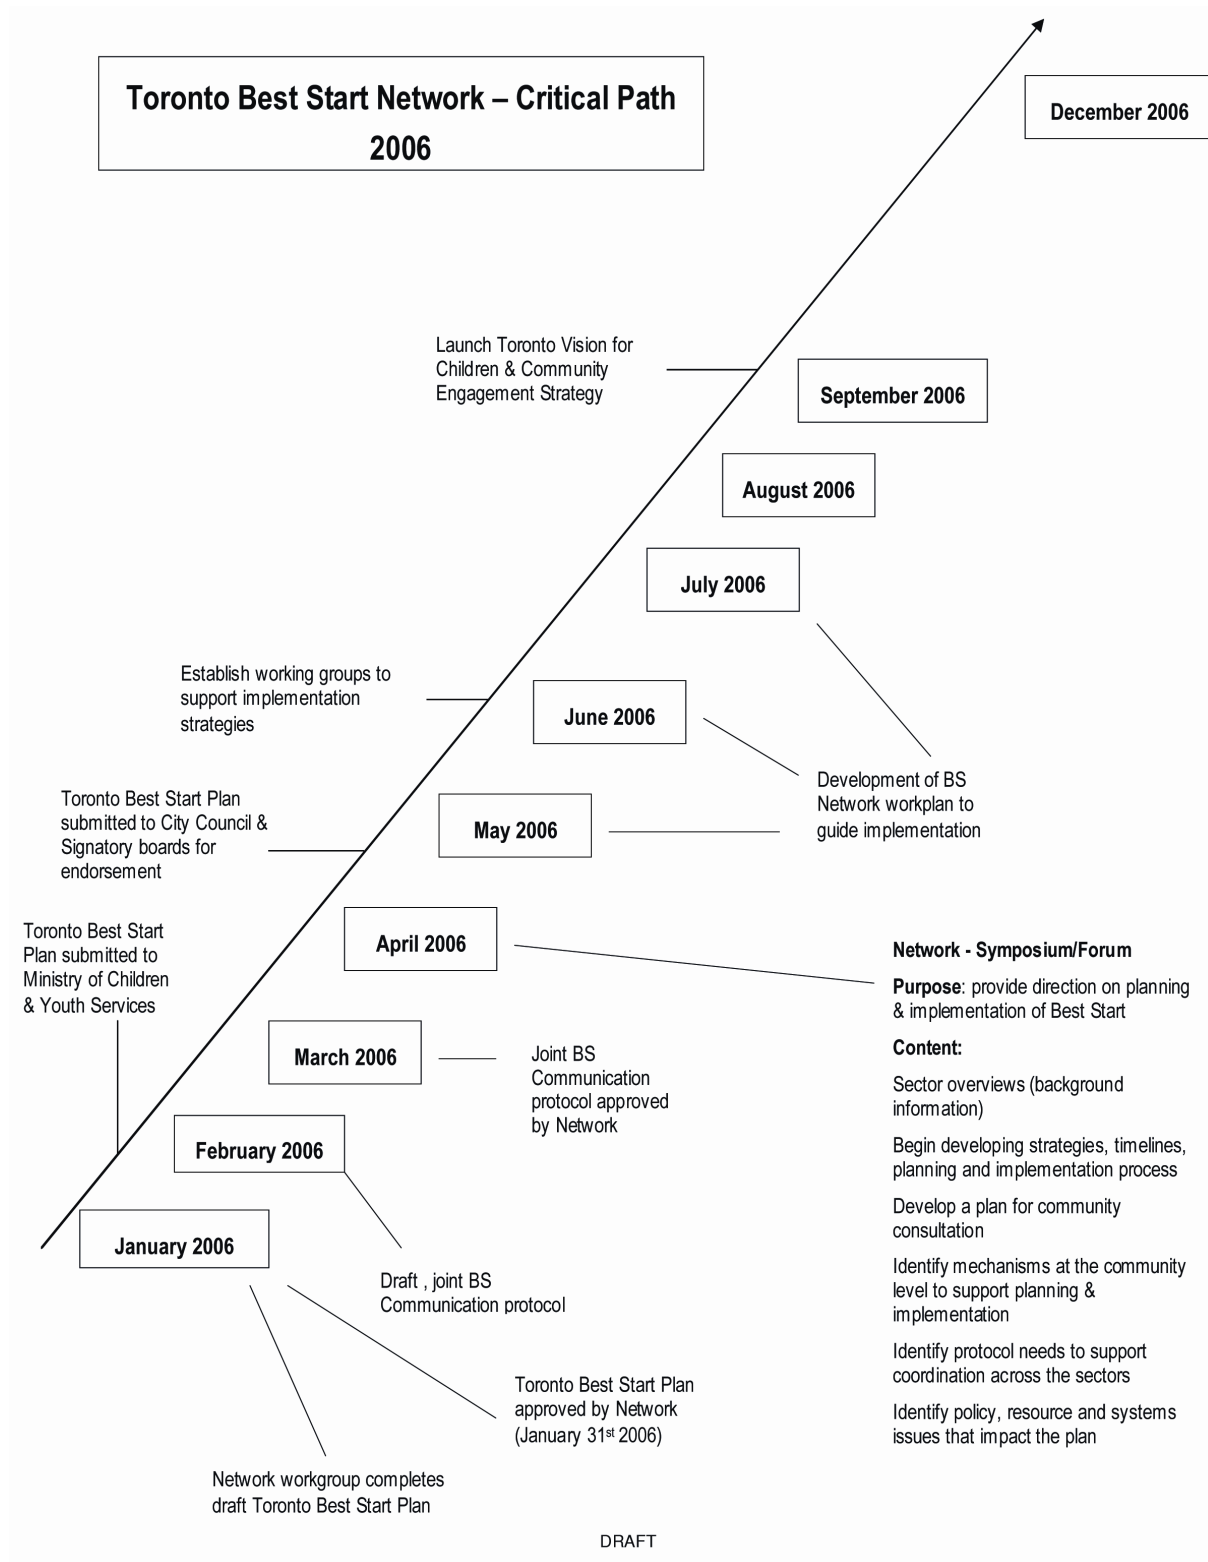 Toronto Best Start Network – Critical Path
2006
December 2006
Launch Toronto Vision for
Children & Community
Engagement Strategy
September 2006
August 2006
July 2006
Establish working groups to
support implementation
strategies
June 2006
Development of BS
Network workplan to
guide implementation
Toronto Best Start Plan
submitted to City Council &
Signatory boards for
endorsement
May 2006
Toronto Best Start
Plan submitted to
Ministry of Children
& Youth Services
April 2006
Network - Symposium/Forum
Purpose: provide direction on planning
& implementation of Best Start
Content:
Sector overviews (background
information)
Begin developing strategies, timelines,
planning and implementation process
Develop a plan for community
consultation
Identify mechanisms at the community
level to support planning &
implementation
Identify protocol needs to support
coordination across the sectors
Identify policy, resource and systems
issues that impact the plan
March 2006
Joint BS
Communication
protocol approved
by Network
February 2006
January 2006
Draft , joint BS
Communication protocol
Toronto Best Start Plan
approved by Network
(January 31st 2006)
Network workgroup completes
draft Toronto Best Start Plan
DRAFT